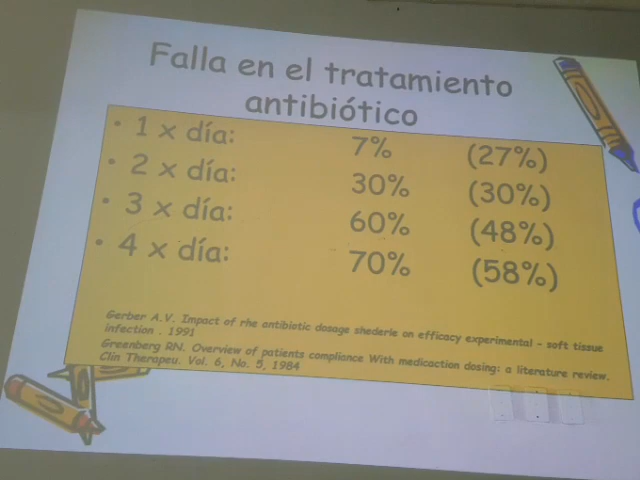 Falla en el tratamiento
antibiótico
• 1 x día: 7% (27%)
• 2 x día: 30% (30%)
• 3 x día: 60% (48%)
• 4 x día: 70% (58%)
Gerber A.V. Impact of rhe antibiotic dosage shederle on efficacy experimental - soft tissue
infection . 1991
Greenberg RN. Overview of patients compliance With medicaction dosing: a literature review.
Clin Therapeu. Vol. 6, No. 5, 1984